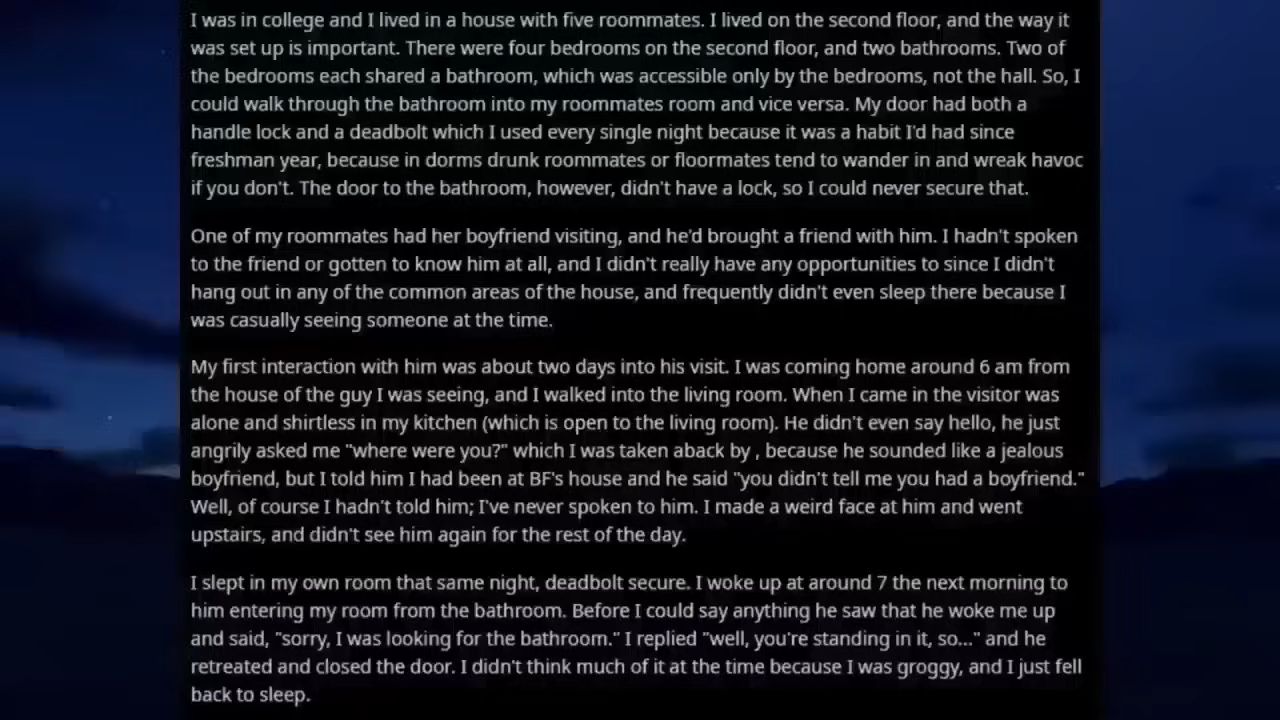 I was in college and I lived in a house with five roommates. I lived on the second floor, and the way it
was set up is important. There were four bedrooms on the second floor, and two bathrooms. Two of
the bedrooms each shared a bathroom, which was accessible only by the bedrooms, not the hall. So, I
could walk through the bathroom into my roommates room and vice versa. My door had both a
handle lock and a deadbolt which I used every single night because it was a habit I'd had since
freshman year, because in dorms drunk roommates or floormates tend to wander in and wreak havoc
if you don't. The door to the bathroom, however, didn't have a lock, so I could never secure that.
One of my roommates had her boyfriend visiting, and he'd brought a friend with him. I hadn't spoken
to the friend or gotten to know him at all, and I didn't really have any opportunities to since I didn't
hang out in any of the common areas of the house, and frequently didn't even sleep there because I
was casually seeing someone at the time.
My first interaction with him was about two days into his visit. I was coming home around 6 am from
the house of the guy I was seeing, and I walked into the living room. When I came in the visitor was
alone and shirtless in my kitchen (which is open to the living room). He didn't even say hello, he just
angrily asked me "where were you?" which I was taken aback by , because he sounded like a jealous
boyfriend, but I told him I had been at BF's house and he said "you didn't tell me you had a boyfriend."
Well, of course I hadn't told him; I've never spoken to him. I made a weird face at him and went
upstairs, and didn't see him again for the rest of the day.
I slept in my own room that same night, deadbolt secure. I woke up at around 7 the next morning to
him entering my room from the bathroom. Before I could say anything he saw that he woke me up
and said, "sorry, I was looking for the bathroom." I replied "well, you're standing in it, so..." and he
retreated and closed the door. I didn't think much of it at the time because I was groggy, and I just fell
back to sleep.